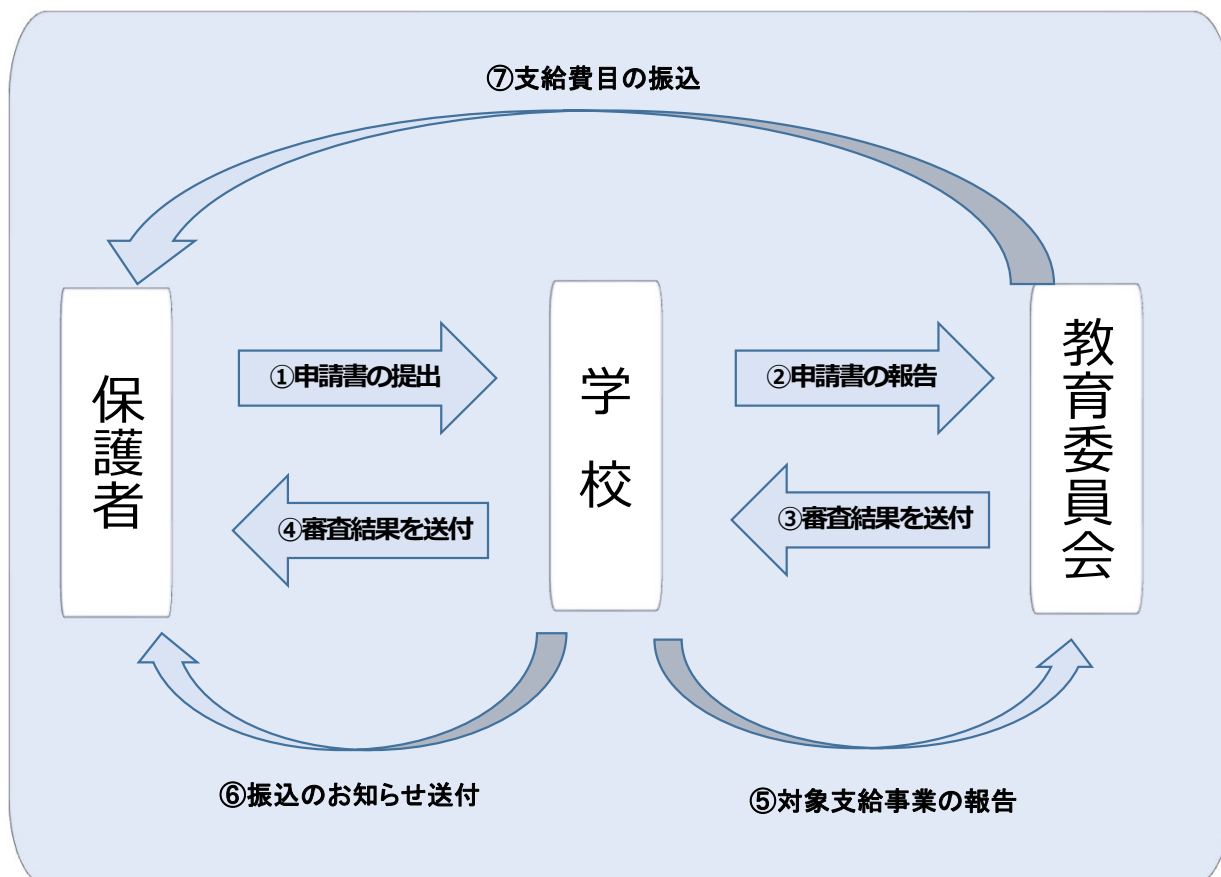 ⑦支給費目の振込
保護者
①申請書の提出
学校
②申請書の報告
教育委員会
④審査結果を送付
③審査結果を送付
⑥振込のお知らせ送付
⑤対象支給事業の報告